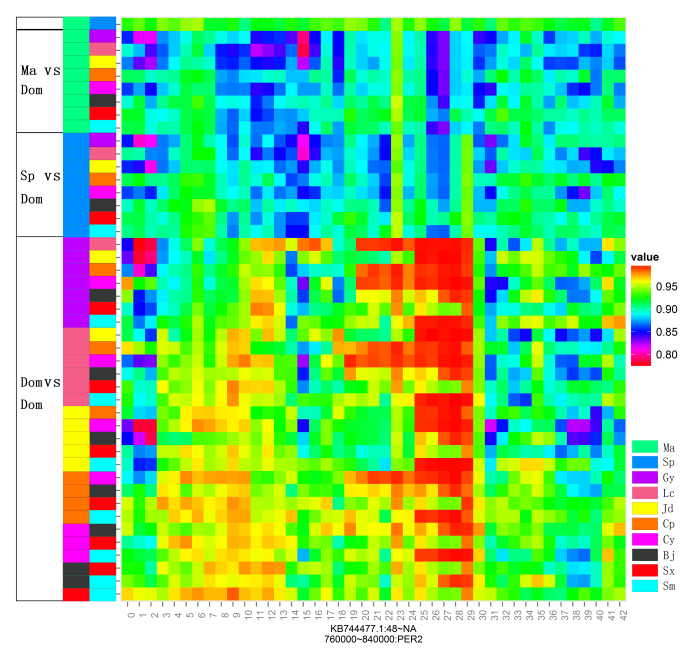 Ma vs
Dom
Sp vs
Dom
Dom vs
Dom
value
0.95
0.90
0.85
0.80
Ma
Sp
Gy
Lc
Jd
Cp
Cy
Bj
Sx
Sm
0 1 2 3 4 5 6 7 8 9 10 11 12 13 14 15 16 17 18 19 20 21 22 23 24 25 26 27 28 29 30 31 32 33 34 35 36 37 38 39 40 41 42
KB744477.1:48~NA
760000~840000:PER2